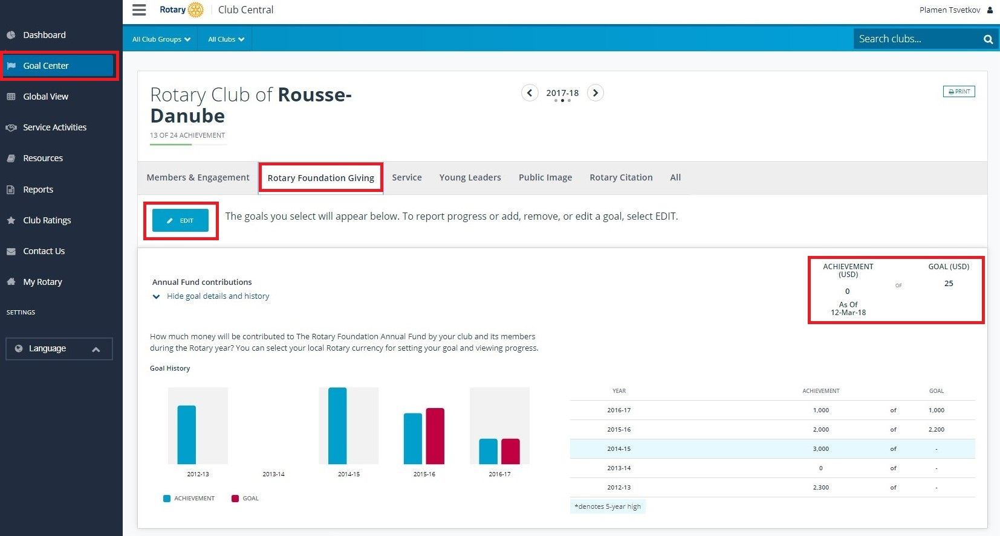 Rotary
Club Central
Plamen Tsvetkov
Dashboard
Goal Center
Global View
Service Activities
Resources
Reports
Club Ratings
Contact Us
My Rotary
SETTINGS
Language
All Club Groups
All Clubs
Search clubs...
Rotary Club of Rousse-
Danube
13 OF 24 ACHIEVEMENT
2017-18
PRINT
Members & Engagement
Rotary Foundation Giving
Service
Young Leaders
Public Image
Rotary Citation
All
EDIT
The goals you select will appear below. To report progress or add, remove, or edit a goal, select EDIT.
Annual Fund contributions
Hide goal details and history
ACHIEVEMENT
(USD)
0
As Of
12-Mar-18
OF
GOAL (USD)
25
How much money will be contributed to The Rotary Foundation Annual Fund by your club and its members
during the Rotary year? You can select your local Rotary currency for setting your goal and viewing progress.
Goal History
2012-13
2013-14
2014-15
2015-16
2016-17
ACHIEVEMENT
GOAL
YEAR ACHIEVEMENT GOAL
2016-17 1,000 of 1,000
2015-16 2,000 of 2,200
2014-15 3,000 of -
2013-14 0 of -
2012-13 2,300 of -
*denotes 5-year high